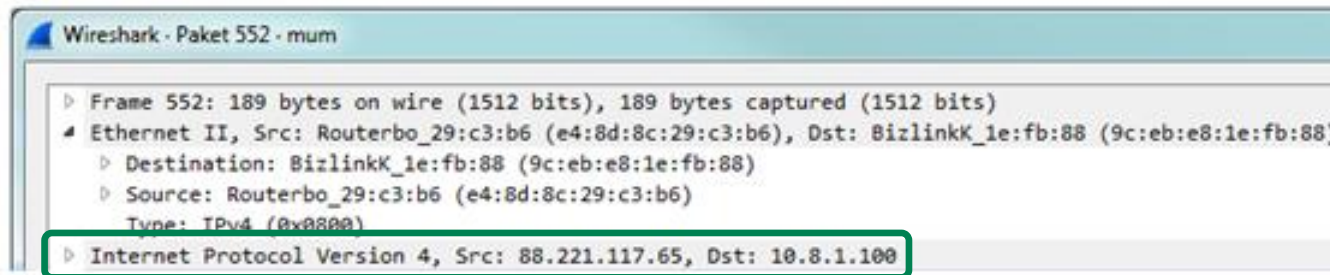 Wireshark · Paket 552 · mum
Frame 552: 189 bytes on wire (1512 bits), 189 bytes captured (1512 bits)
Ethernet II, Src: Routerbo_29:c3:b6 (e4:8d:8c:29:c3:b6), Dst: BizlinkK_1e:fb:88 (9c:eb:e8:1e:fb:88)
Destination: BizlinkK_1e:fb:88 (9c:eb:e8:1e:fb:88)
Source: Routerbo_29:c3:b6 (e4:8d:8c:29:c3:b6)
Type: IPv4 (0x0800)
Internet Protocol Version 4, Src: 88.221.117.65, Dst: 10.8.1.100